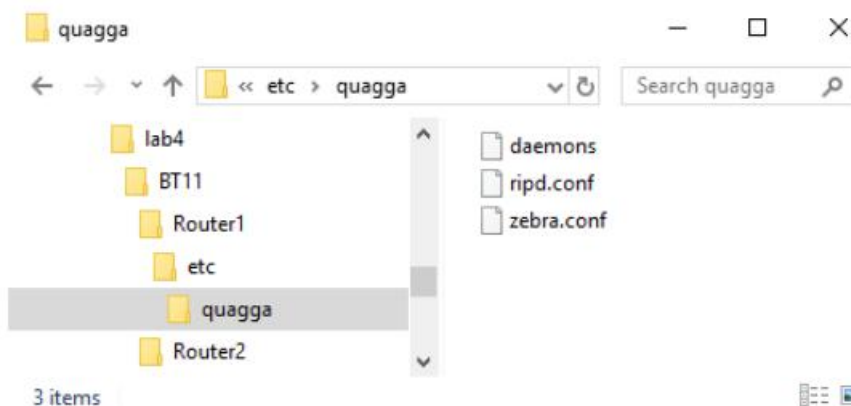 quagga
« etc › quagga
Search quagga
lab4
BT11
Router1
etc
quagga
Router2
daemons
ripd.conf
zebra.conf
3 items